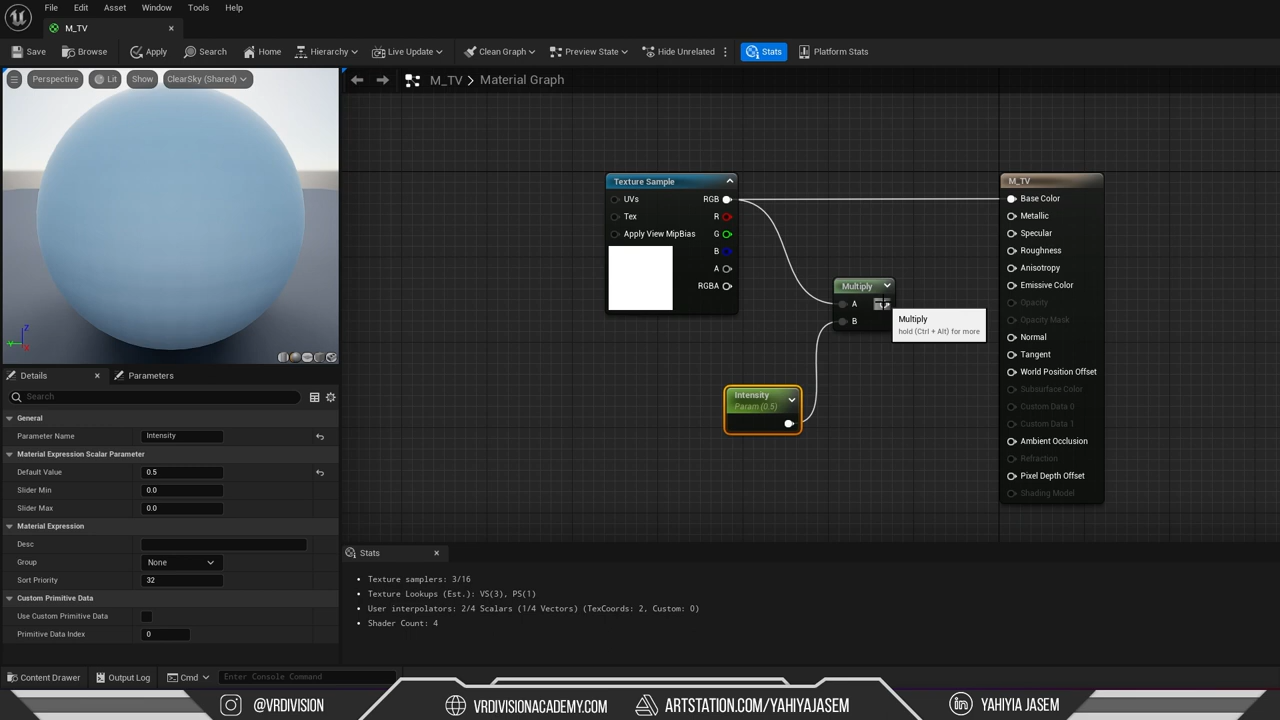 File Edit Asset Window Tools Help
M_TV
Save Browse Apply Search Home Hierarchy Live Update Clean Graph Preview State Hide Unrelated Stats Platform Stats
Perspective Lit Show ClearSky (Shared)
M_TV > Material Graph
Texture Sample
UVs RGB
Tex R
Apply View MipBias G
B
A
RGBA
Multiply
A
B
Multiply
hold (Ctrl + Alt) for more
Intensity
Param (0.5)
M_TV
Base Color
Metallic
Specular
Roughness
Anisotropy
Emissive Color
Opacity
Opacity Mask
Normal
Tangent
World Position Offset
Subsurface Color
Custom Data 0
Custom Data 1
Ambient Occlusion
Refraction
Pixel Depth Offset
Shading Model
Z
Details Parameters
Search
General
Parameter Name Intensity
Material Expression Scalar Parameter
Default Value 0.5
Slider Min 0.0
Slider Max 0.0
Material Expression
Desc
Group None
Sort Priority 32
Custom Primitive Data
Use Custom Primitive Data
Primitive Data Index 0
Stats
Texture samplers: 3/16
Texture Lookups (Est.): VS(3), PS(1)
User interpolators: 2/4 Scalars (1/4 Vectors) (TexCoords: 2, Custom: 0)
Shader Count: 4
Content Drawer Output Log Cmd Enter Console Command
@VRDIVISION VRDIVISIONACADEMY.COM ARTSTATION.COM/YAHIYAJASEM YAHIYIA JASEM